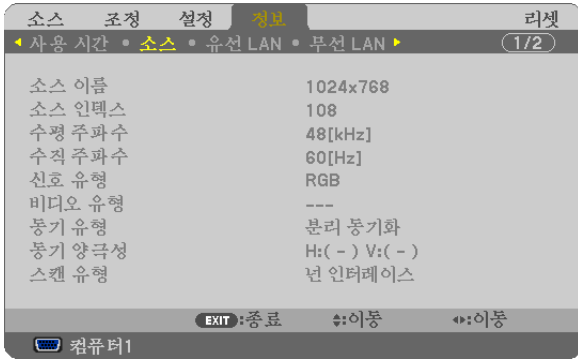 소스 조정 설정 정보 리셋
사용 시간 • 소스 • 유선 LAN • 무선 LAN 1/2
소스 이름 1024x768
소스 인덱스 108
수평 주파수 48[kHz]
수직 주파수 60[Hz]
신호 유형 RGB
비디오 유형 ---
동기 유형 분리 동기화
동기 양극성 H:( - ) V:( - )
스캔 유형 넌 인터레이스
EXIT :종료 :이동 :이동
컴퓨터1